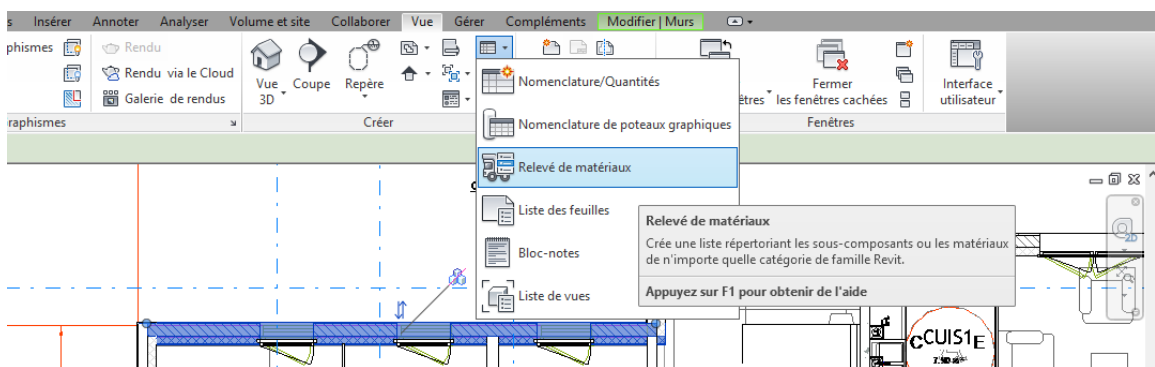 s Insérer Annoter Analyser Volume et site Collaborer Vue Gérer Compléments Modifier | Murs
phismes
Rendu
Rendu via le Cloud
Galerie de rendus
raphismes
Vue 3D
Coupe
Repère
Créer
Nomenclature/Quantités
Nomenclature de poteaux graphiques
Relevé de matériaux
Liste des feuilles
Bloc-notes
Liste de vues
êtres
Fermer
les fenêtres cachées
Fenêtres
Interface
utilisateur
Relevé de matériaux
Crée une liste répertoriant les sous-composants ou les matériaux
de n'importe quelle catégorie de famille Revit.
Appuyez sur F1 pour obtenir de l'aide
2D
CUIS1